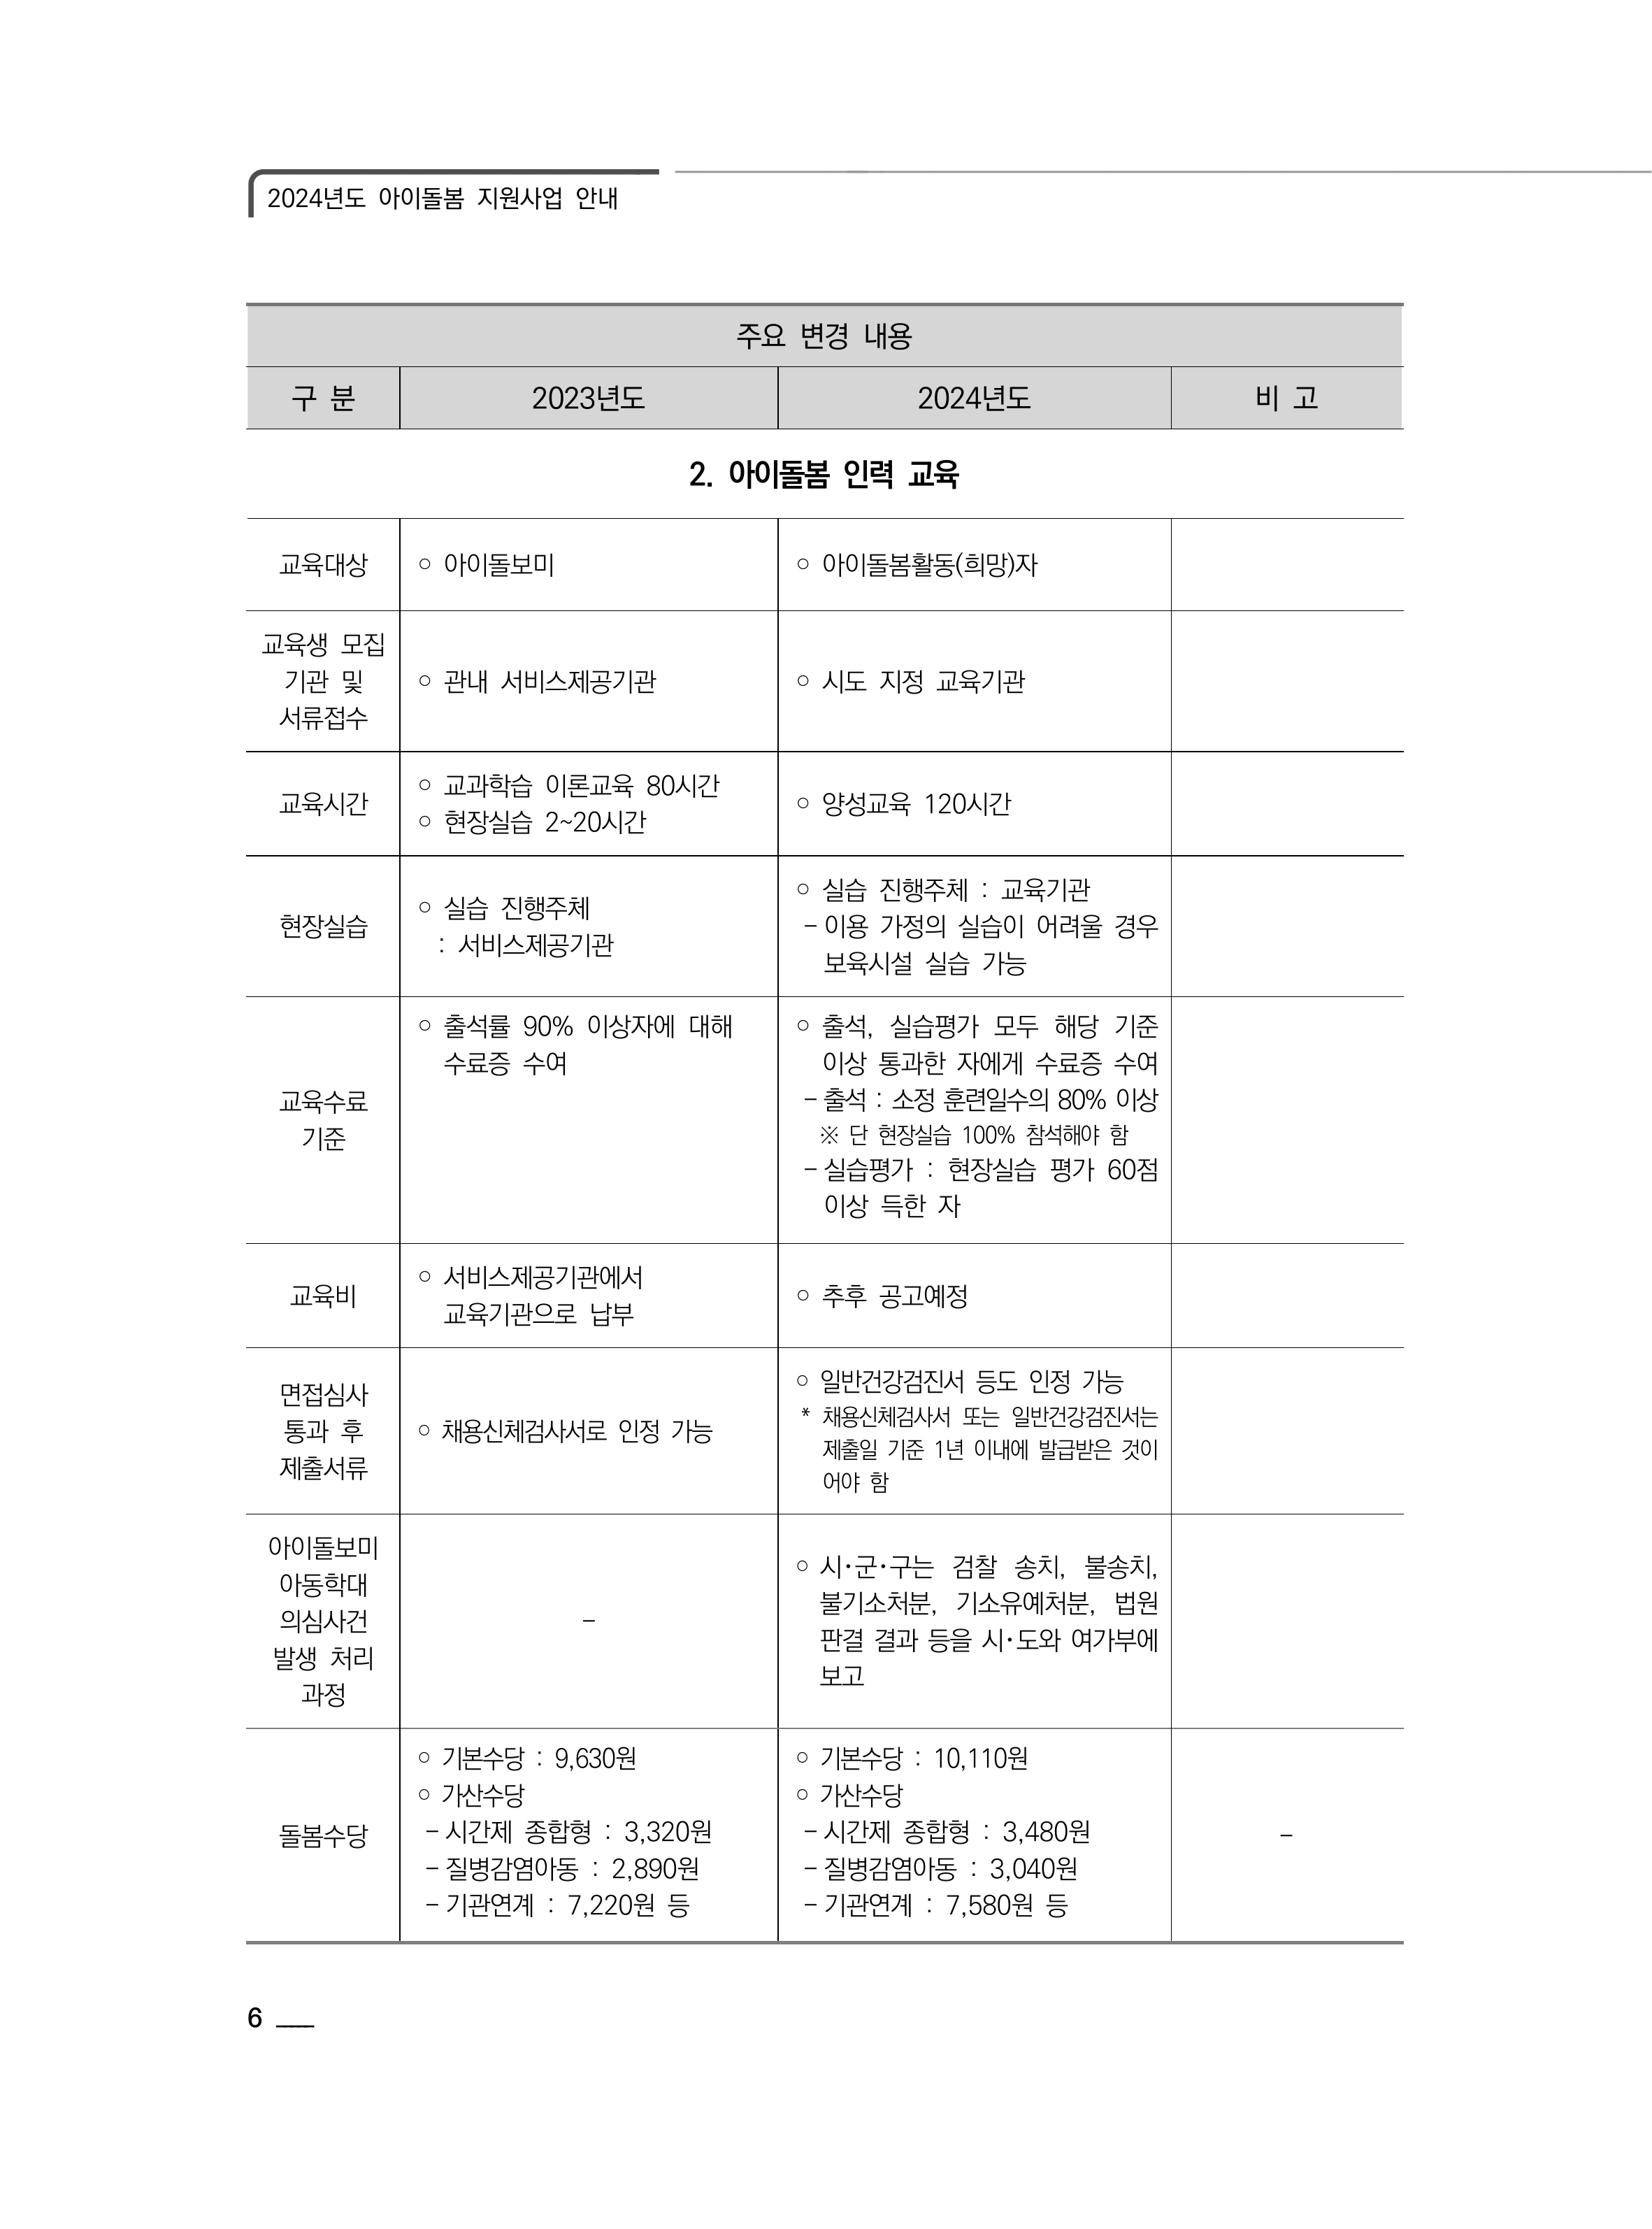 2024년도 아이돌봄 지원사업 안내
주요 변경 내용
구 분
2023년도
2024년도
비 고
2. 아이돌봄 인력 교육
교육대상
○ 아이돌보미
○ 아이돌봄활동(희망)자
교육생 모집
기관 및
서류접수
○ 관내 서비스제공기관
○ 시도 지정 교육기관
교육시간
○ 교과학습 이론교육 80시간
○ 현장실습 2~20시간
○ 양성교육 120시간
현장실습
○ 실습 진행주체
: 서비스제공기관
○ 실습 진행주체 : 교육기관
- 이용 가정의 실습이 어려울 경우
보육시설 실습 가능
교육수료
기준
○ 출석률 90% 이상자에 대해
수료증 수여
○ 출석, 실습평가 모두 해당 기준
이상 통과한 자에게 수료증 수여
- 출석 : 소정 훈련일수의 80% 이상
※ 단 현장실습 100% 참석해야 함
- 실습평가 : 현장실습 평가 60점
이상 득한 자
교육비
○ 서비스제공기관에서
교육기관으로 납부
○ 추후 공고예정
면접심사
통과 후
제출서류
○ 채용신체검사서로 인정 가능
○ 일반건강검진서 등도 인정 가능
* 채용신체검사서 또는 일반건강검진서는
제출일 기준 1년 이내에 발급받은 것이
어야 함
아이돌보미
아동학대
의심사건
발생 처리
과정
-
○ 시·군·구는 검찰 송치, 불송치,
불기소처분, 기소유예처분, 법원
판결 결과 등을 시·도와 여가부에
보고
돌봄수당
○ 기본수당 : 9,630원
○ 가산수당
- 시간제 종합형 : 3,320원
- 질병감염아동 : 2,890원
- 기관연계 : 7,220원 등
○ 기본수당 : 10,110원
○ 가산수당
- 시간제 종합형 : 3,480원
- 질병감염아동 : 3,040원
- 기관연계 : 7,580원 등
-
6